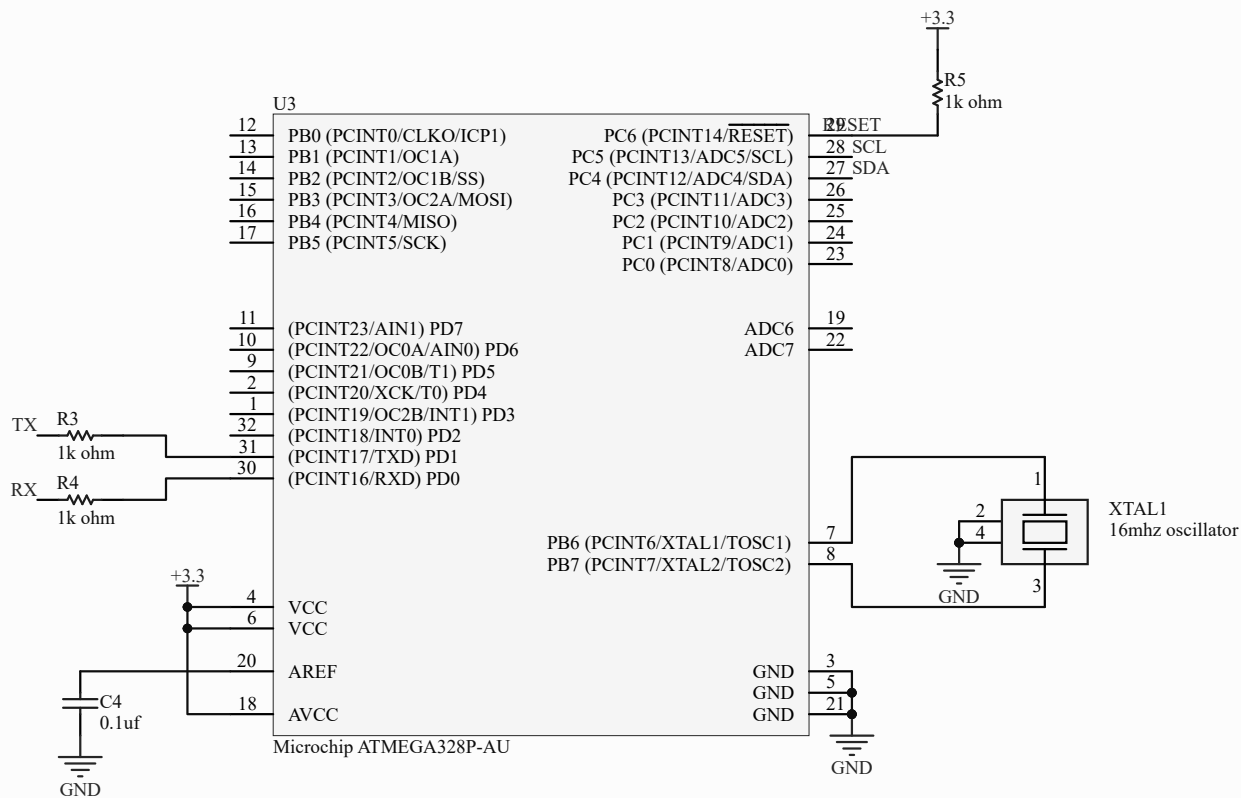 +3.3
R5
1k ohm
U3
12 PB0 (PCINT0/CLKO/ICP1)
13 PB1 (PCINT1/OC1A)
14 PB2 (PCINT2/OC1B/SS)
15 PB3 (PCINT3/OC2A/MOSI)
16 PB4 (PCINT4/MISO)
17 PB5 (PCINT5/SCK)
PC6 (PCINT14/RESET) 29 RESET
PC5 (PCINT13/ADC5/SCL) 28 SCL
PC4 (PCINT12/ADC4/SDA) 27 SDA
PC3 (PCINT11/ADC3) 26
PC2 (PCINT10/ADC2) 25
PC1 (PCINT9/ADC1) 24
PC0 (PCINT8/ADC0) 23
11 (PCINT23/AIN1) PD7
10 (PCINT22/OC0A/AIN0) PD6
9 (PCINT21/OC0B/T1) PD5
2 (PCINT20/XCK/T0) PD4
1 (PCINT19/OC2B/INT1) PD3
32 (PCINT18/INT0) PD2
31 (PCINT17/TXD) PD1
30 (PCINT16/RXD) PD0
ADC6 19
ADC7 22
TX
R3
1k ohm
RX
R4
1k ohm
PB6 (PCINT6/XTAL1/TOSC1) 7
PB7 (PCINT7/XTAL2/TOSC2) 8
1
2
4
3
XTAL1
16mhz oscillator
GND
+3.3
4 VCC
6 VCC
20 AREF
18 AVCC
C4
0.1uf
GND
GND 3
GND 5
GND 21
GND
Microchip ATMEGA328P-AU